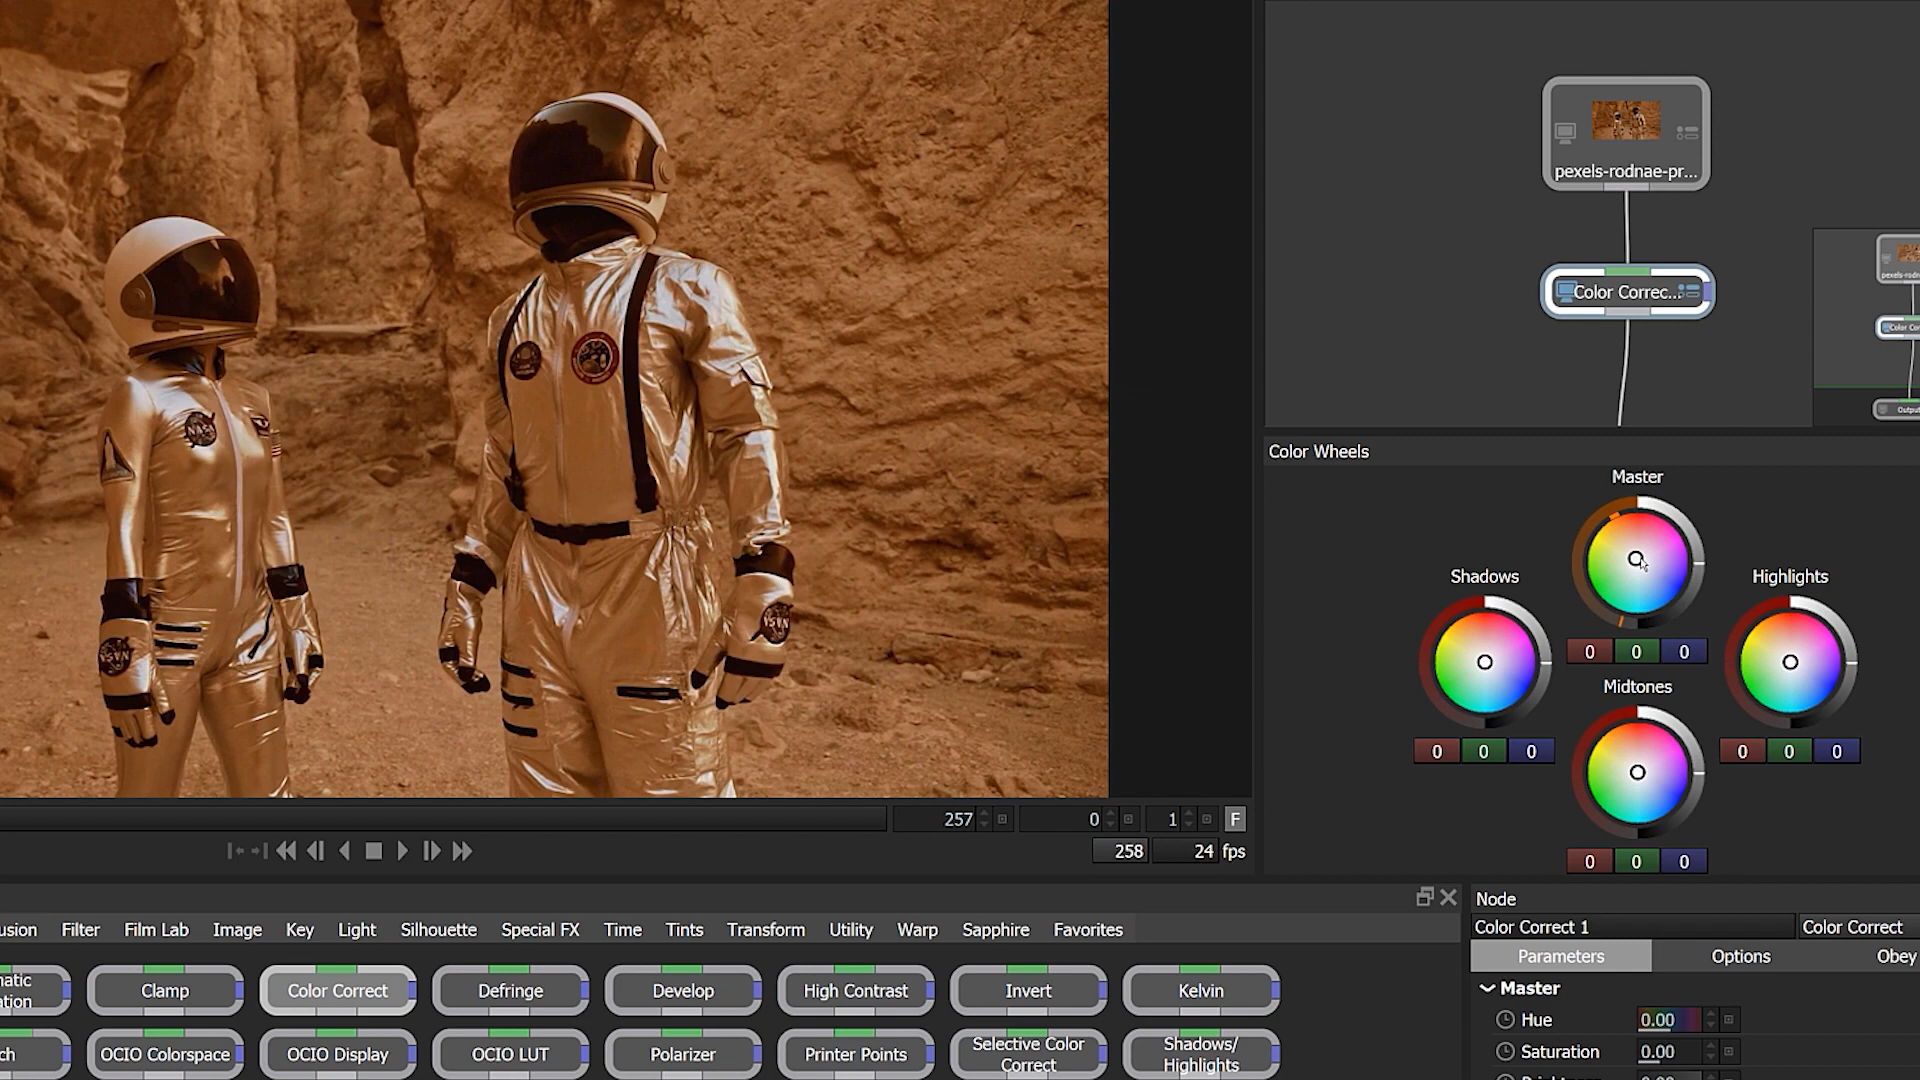 pexels-rodnae-pr...
Color Correc...
Color Wheels
Master
Shadows
Highlights
0 0 0
Midtones
0 0 0
0 0 0
0 0 0
257 0 1 F
258 24 fps
Node
usion Filter Film Lab Image Key Light Silhouette Special FX Time Tints Transform Utility Warp Sapphire Favorites
Color Correct 1 Color Correct
Parameters Options Obey
natic
ation
Clamp Color Correct Defringe Develop High Contrast Invert Kelvin
Master
Hue 0.00
ch OCIO Colorspace OCIO Display OCIO LUT Polarizer Printer Points
Selective Color
Correct
Shadows/
Highlights
Saturation 0.00